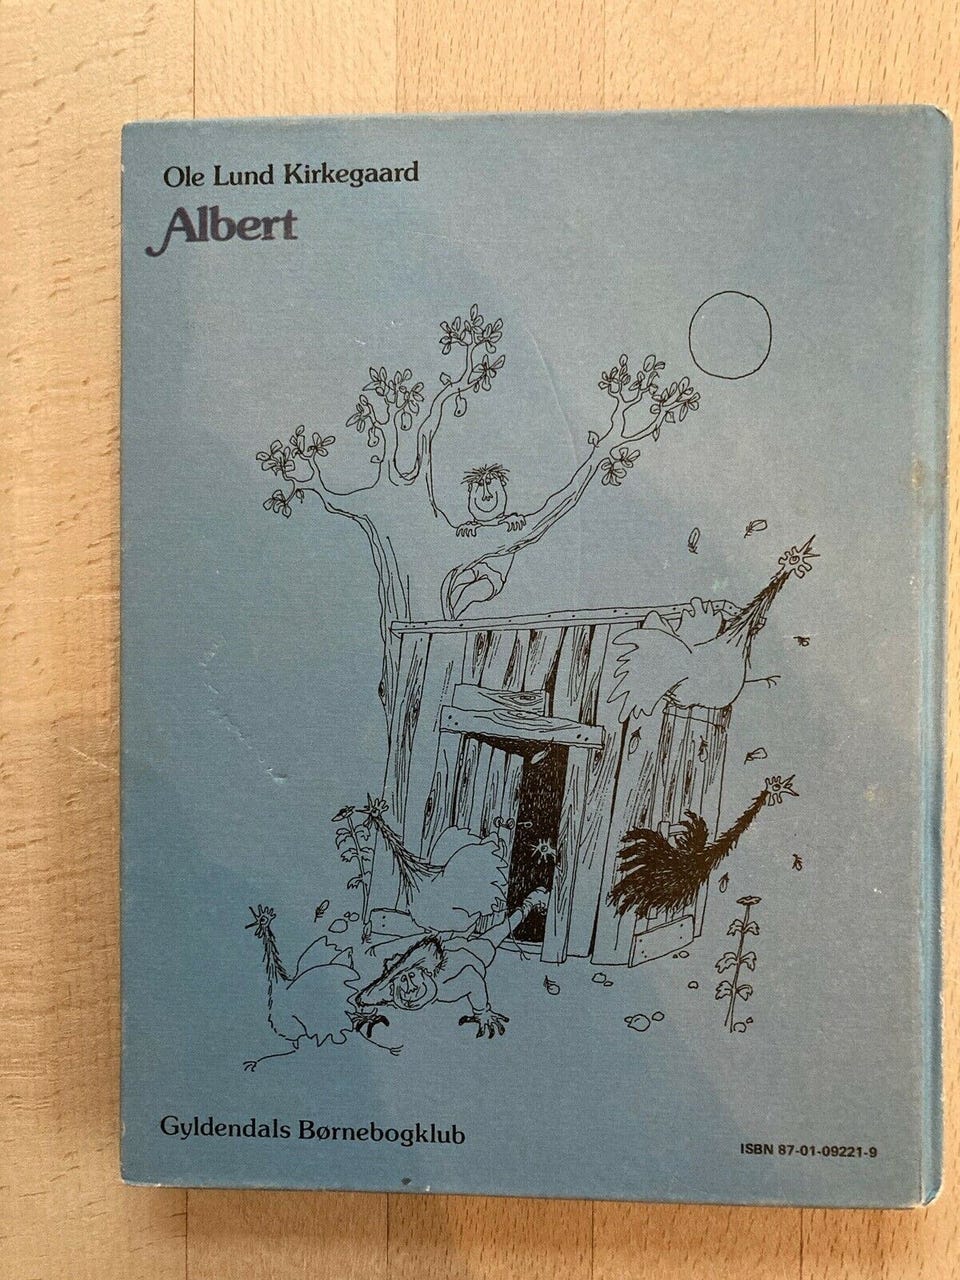 Ole Lund Kirkegaard
Albert
Gyldendals Børnebogklub
ISBN 87-01-09221-9